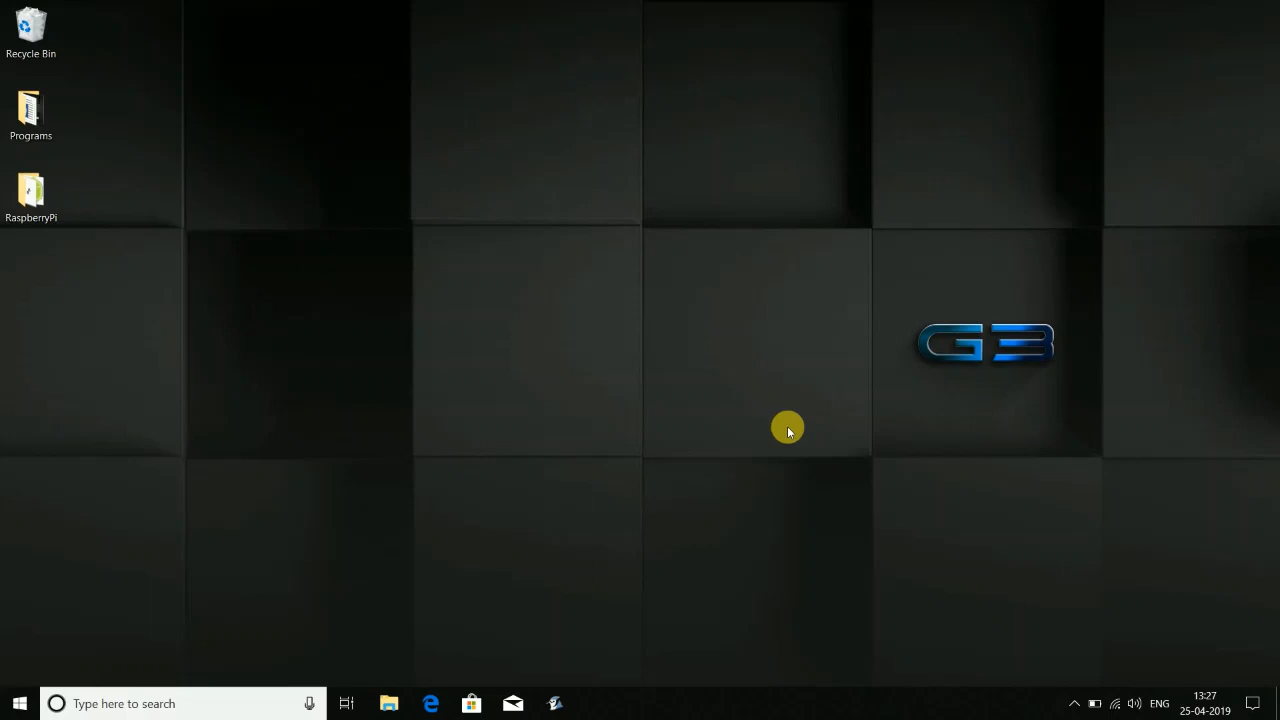 Recycle Bin
Programs
RaspberryPi
G3
Type here to search
ENG
13:27
25-04-2019